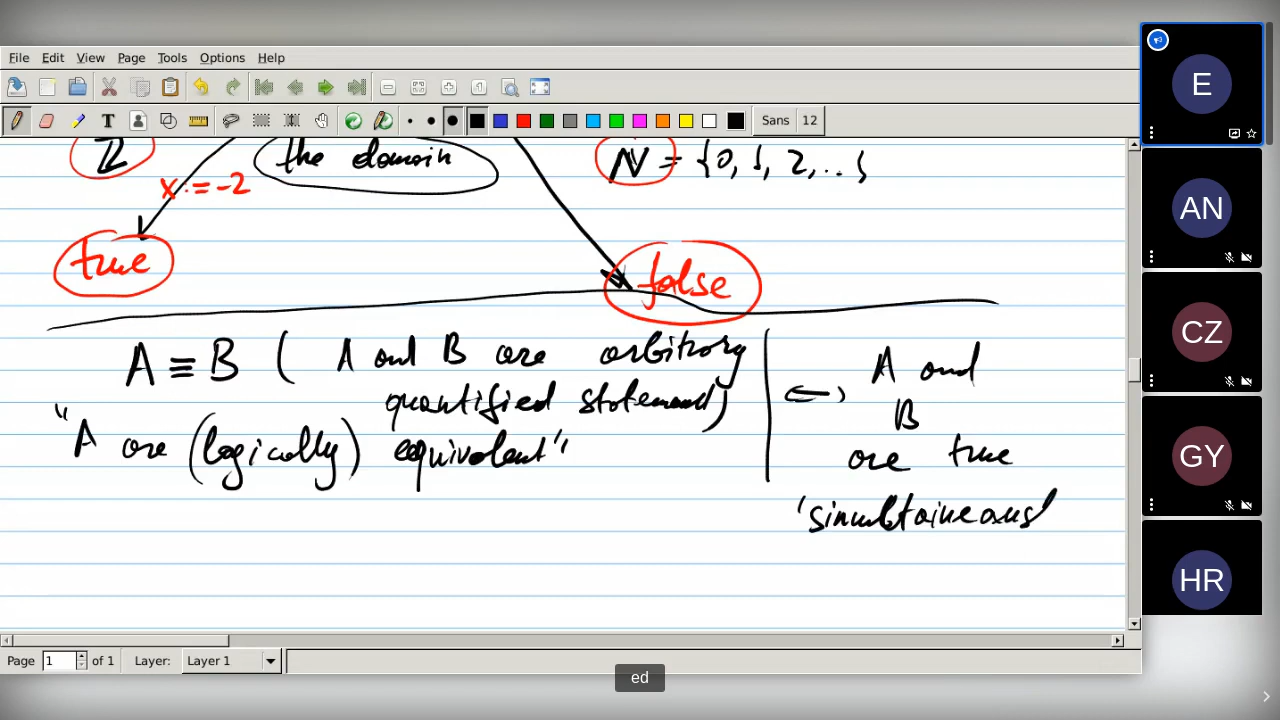 File Edit View Page Tools Options Help
Sans 12
ℤ
the domain
N = {0, 1, 2, ... }
x := -2
true
false
A ≡ B ( A and B are arbitrary
quantified statement)
"A are (logically) equivalent"
⟷ A and
B
are true
'simultaineous
E
AN
CZ
GY
HR
Page 1 of 1 Layer: Layer 1
ed